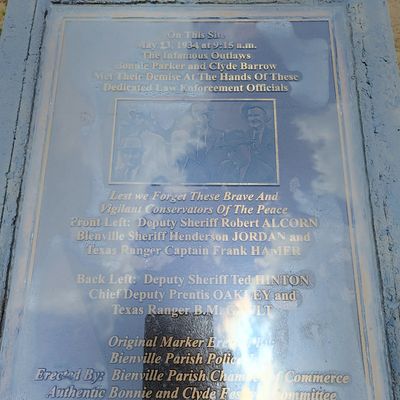 On This Site
May 23, 1934 at 9:15 a.m.
The Infamous Outlaws
Bonnie Parker and Clyde Barrow
Met Their Demise At The Hands Of These
Dedicated Law Enforcement Officials
Lest we Forget These Brave And
Vigilant Conservators Of The Peace
Front Left: Deputy Sheriff Robert ALCORN
Bienville Sheriff Henderson JORDAN and
Texas Ranger Captain Frank HAMER
Back Left: Deputy Sheriff Ted HINTON
Chief Deputy Prentis OAKLEY and
Texas Ranger B.M. GAULT
Original Marker
Bienville Parish Police
Erected By: Bienville Parish Chamber of Commerce
Authentic Bonnie and Clyde Festival Committee